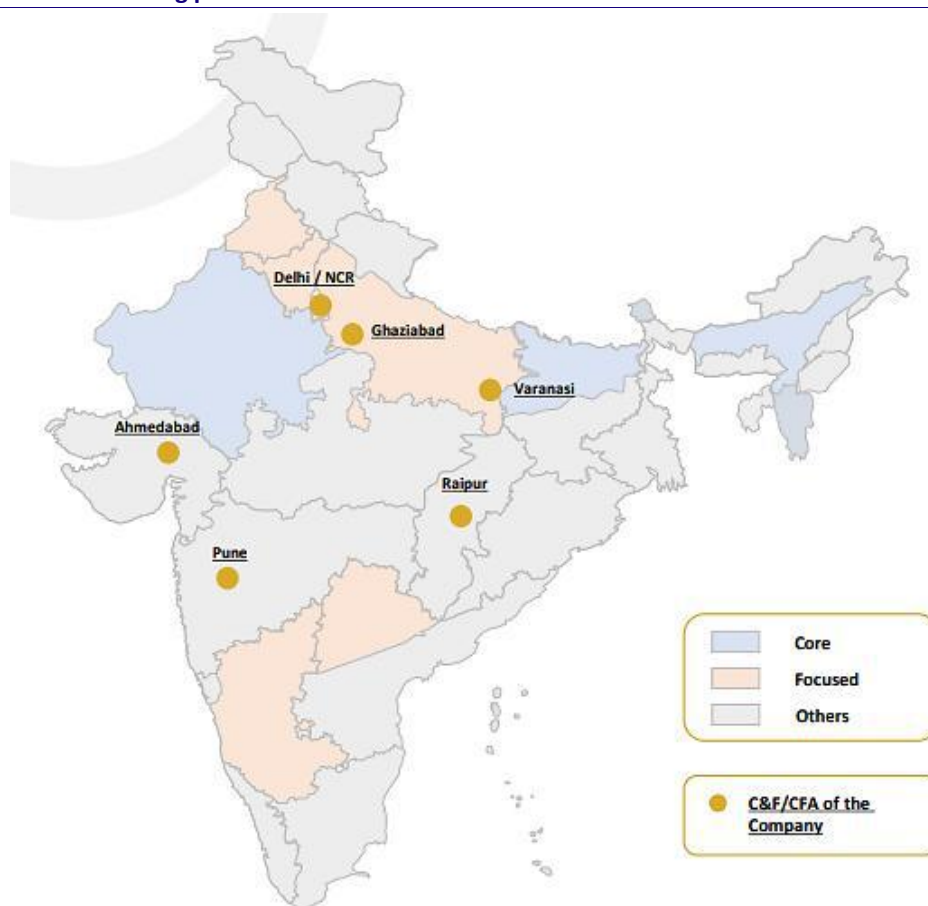 Delhi / NCR
Ghaziabad
Varanasi
Ahmedabad
Raipur
Pune
Core
Focused
Others
C&F/CFA of the
Company